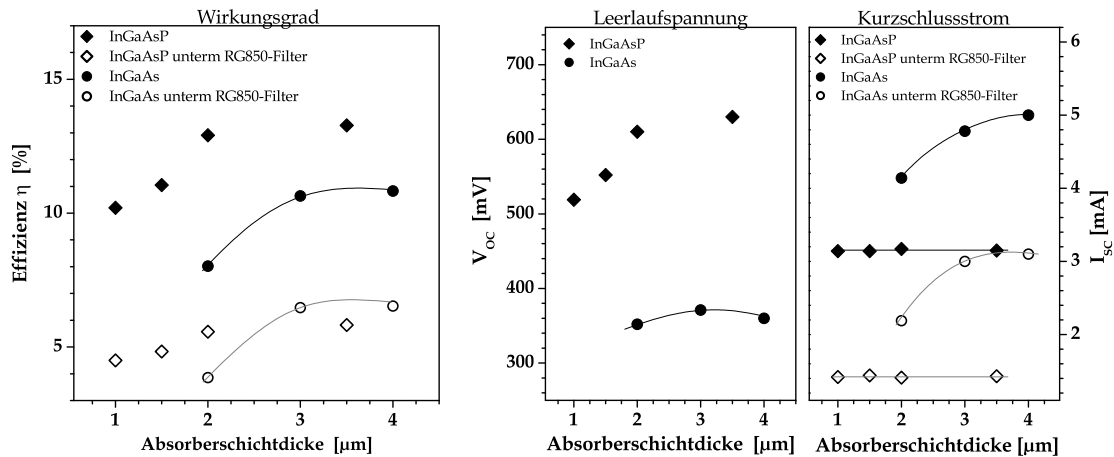 Wirkungsgrad
InGaAsP
InGaAsP unterm RG850-Filter
InGaAs
InGaAs unterm RG850-Filter
15
10
5
Effizienz η [%]
1 2 3 4
Absorberschichtdicke [µm]
Leerlaufspannung
InGaAsP
InGaAs
700
600
500
400
300
V_OC [mV]
1 2 3 4
Absorberschichtdicke [µm]
Kurzschlussstrom
InGaAsP
InGaAsP unterm RG850-Filter
InGaAs
InGaAs unterm RG850-Filter
6
5
4
3
2
I_SC [mA]
1 2 3 4
Absorberschichtdicke [µm]